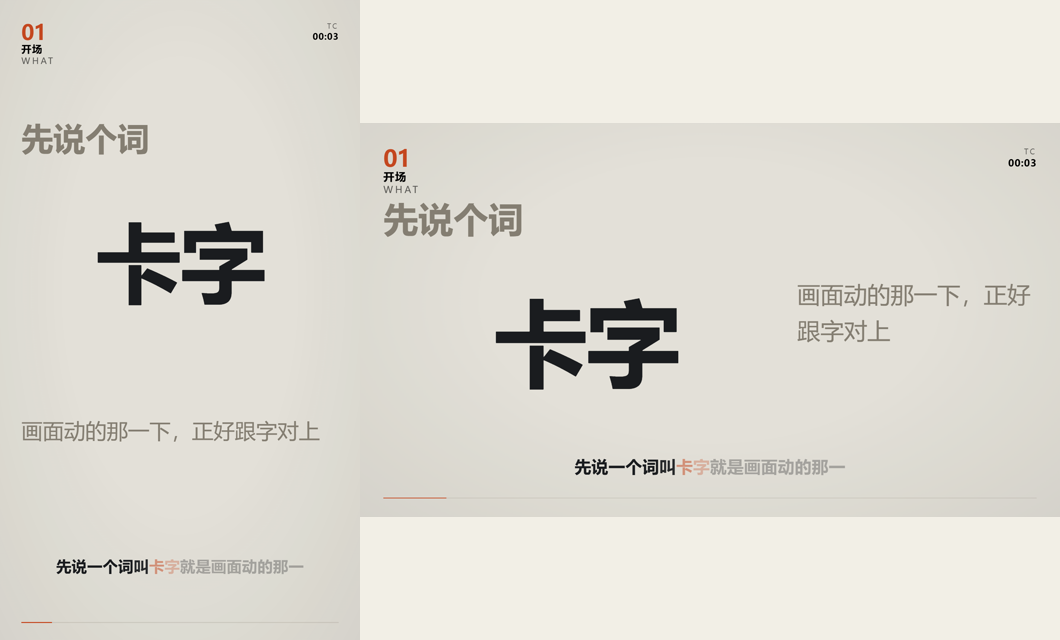 01
开场
WHAT
TC
00:03
先说个词
卡字
画面动的那一下，正好跟字对上
先说一个词叫卡字就是画面动的那一
01
开场
WHAT
TC
00:03
先说个词
卡字
画面动的那一下，正好
跟字对上
先说一个词叫卡字就是画面动的那一